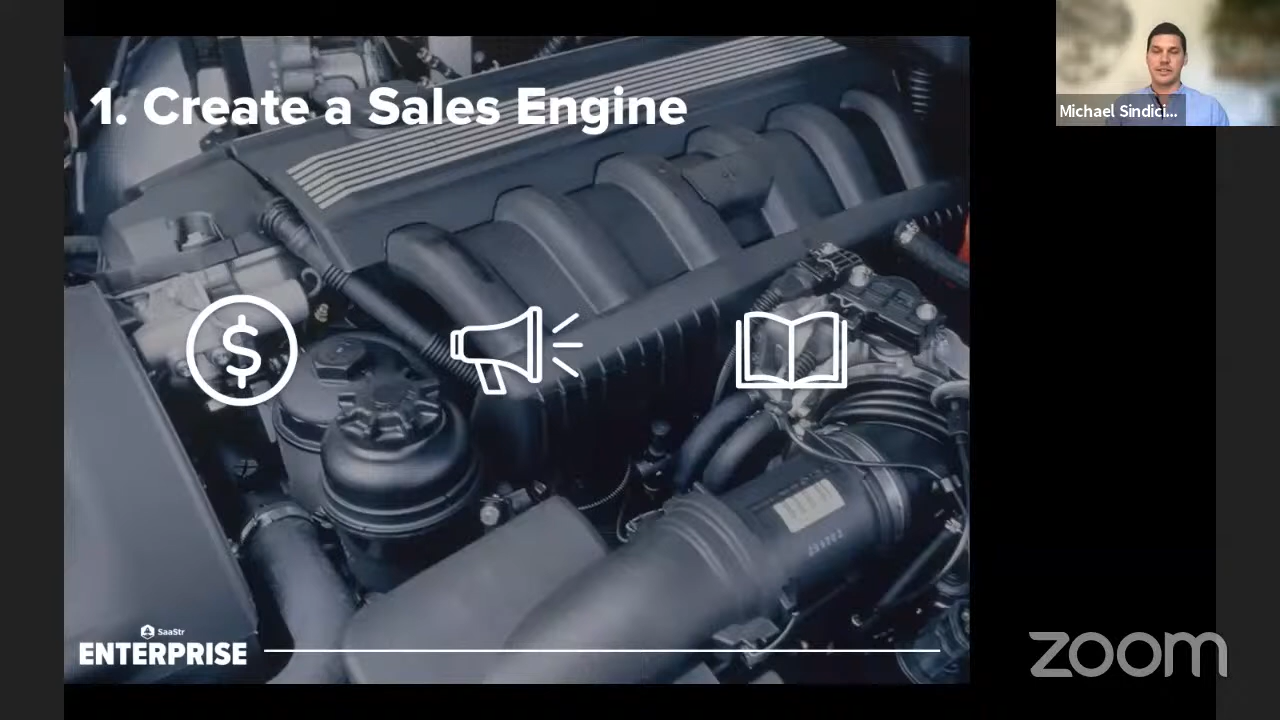 1. Create a Sales Engine
Michael Sindici...
SaaStr
ENTERPRISE
zoom